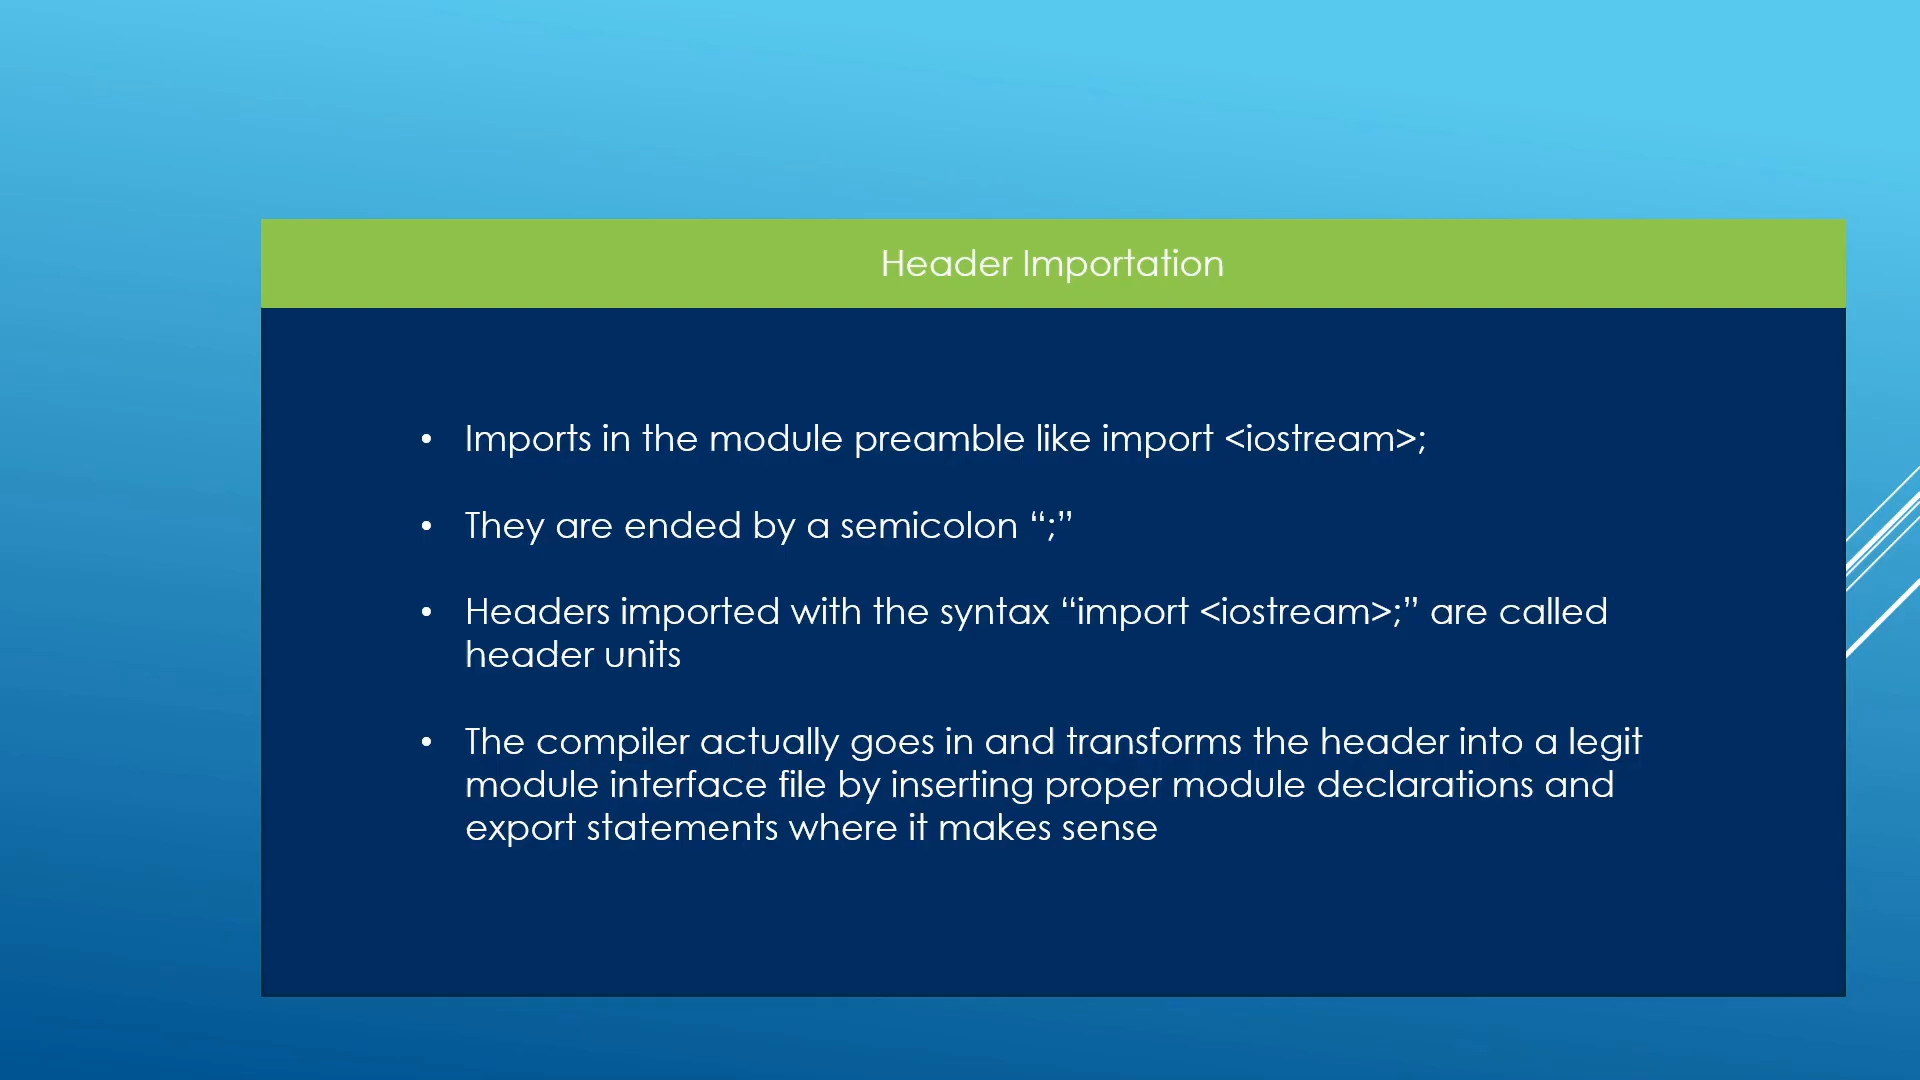 Header Importation
• Imports in the module preamble like import <iostream>;
• They are ended by a semicolon “;”
• Headers imported with the syntax “import <iostream>;” are called
header units
• The compiler actually goes in and transforms the header into a legit
module interface file by inserting proper module declarations and
export statements where it makes sense